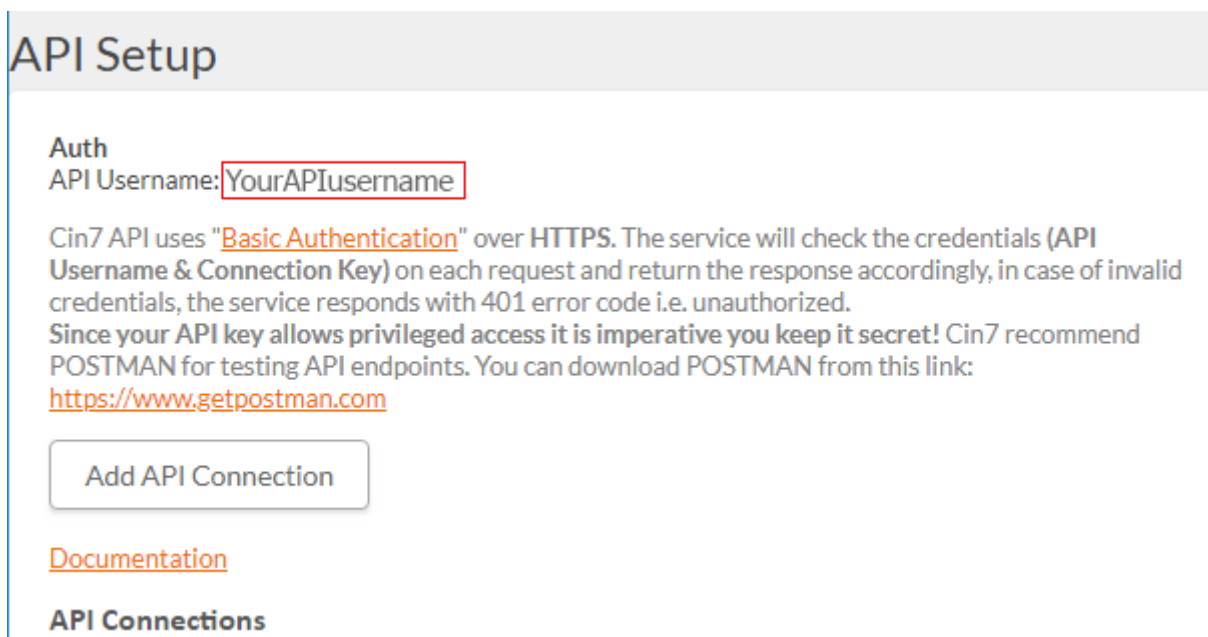 API Setup
Auth
API Username: YourAPIusername
Cin7 API uses "Basic Authentication" over HTTPS. The service will check the credentials (API
Username & Connection Key) on each request and return the response accordingly, in case of invalid
credentials, the service responds with 401 error code i.e. unauthorized.
Since your API key allows privileged access it is imperative you keep it secret! Cin7 recommend
POSTMAN for testing API endpoints. You can download POSTMAN from this link:
https://www.getpostman.com
Add API Connection
Documentation
API Connections